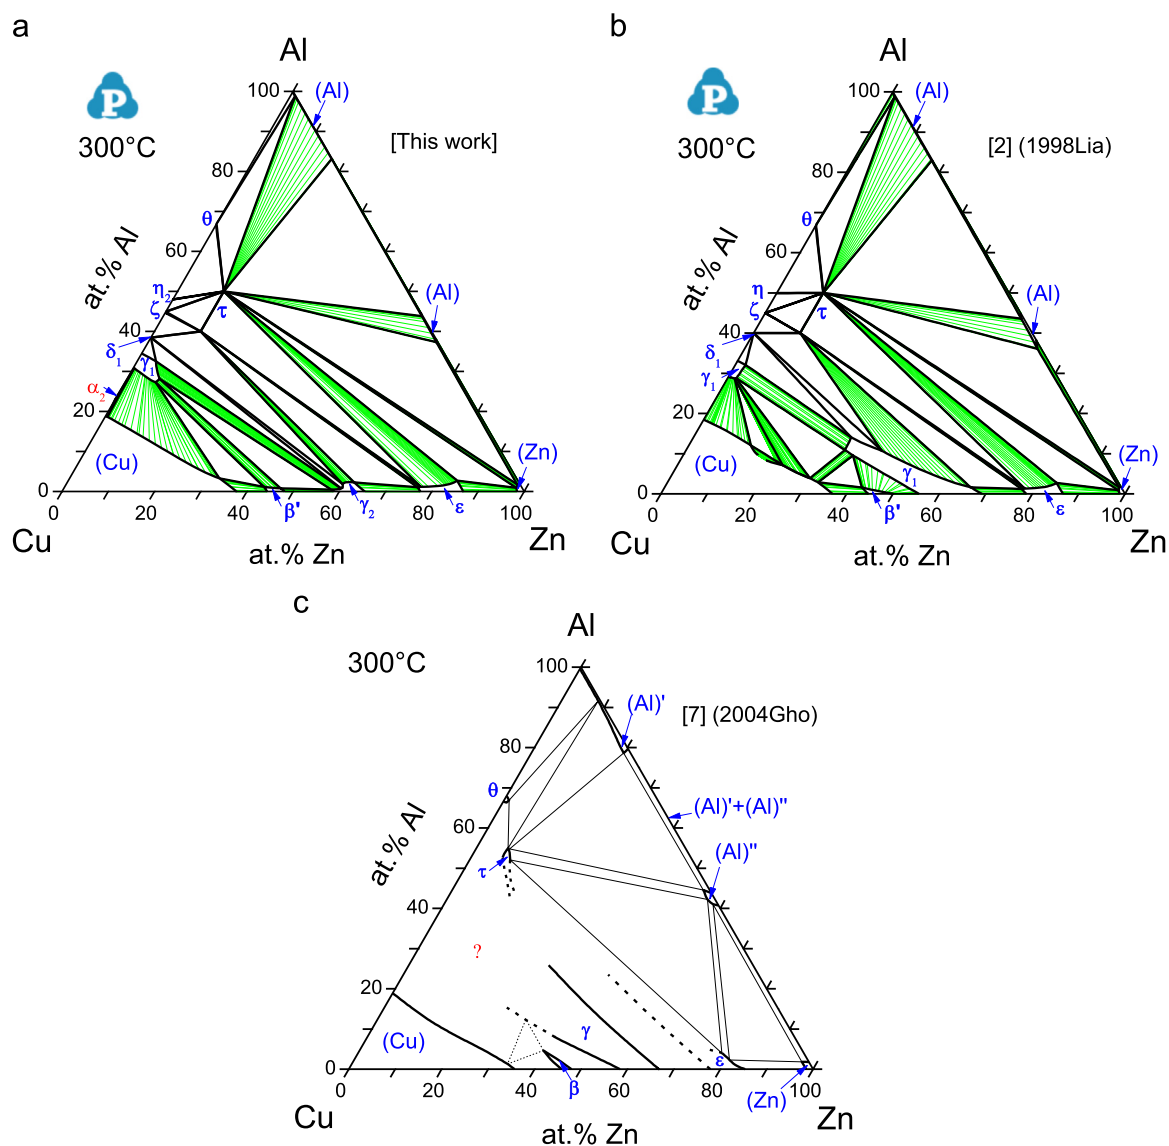 a
Al
P
300°C
[This work]
100
(Al)
80
θ
60
at.% Al
η2
ζ
τ
(Al)
40
δ1
γ1
α2
20
(Cu)
(Zn)
0
0
20
β'
40
γ2
60
80
ε
100
Cu
at.% Zn
Zn
b
Al
P
300°C
[2] (1998Lia)
100
(Al)
80
θ
60
at.% Al
η
ζ
τ
(Al)
40
δ1
γ1
20
(Cu)
γ1
(Zn)
0
0
20
40
β'
60
80
ε
100
Cu
at.% Zn
Zn
c
Al
300°C
[7] (2004Gho)
100
(Al)'
80
θ
(Al)'+(Al)''
60
at.% Al
τ
(Al)''
40
?
20
(Cu)
γ
ε
0
0
20
40
β
60
80
(Zn)
100
Cu
at.% Zn
Zn